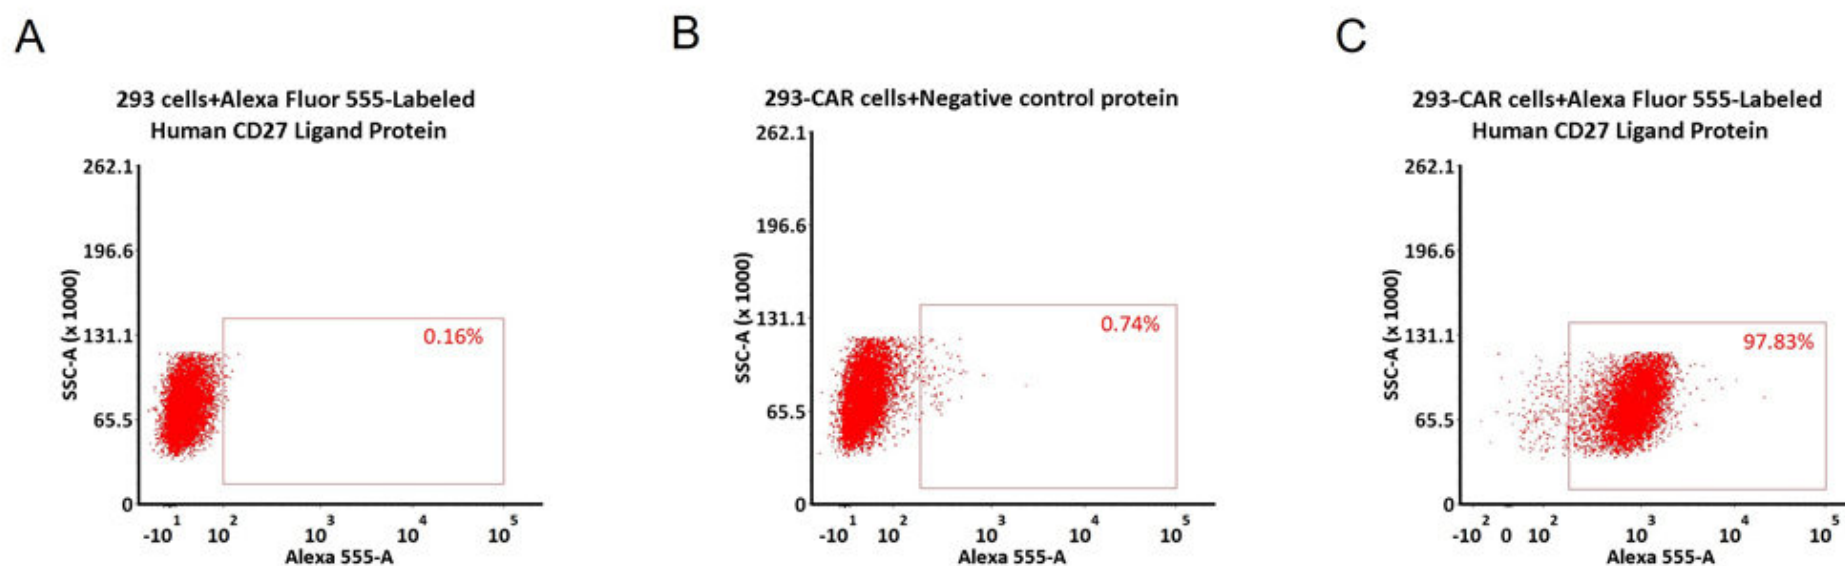 A
293 cells+Alexa Fluor 555-Labeled
Human CD27 Ligand Protein
262.1
196.6
131.1
65.5
0
SSC-A (x 1000)
0.16%
-10^1 10^2 10^3 10^4 10^5
Alexa 555-A
B
293-CAR cells+Negative control protein
262.1
196.6
131.1
65.5
0
SSC-A (x 1000)
0.74%
-10^1 10^2 10^3 10^4 10^5
Alexa 555-A
C
293-CAR cells+Alexa Fluor 555-Labeled
Human CD27 Ligand Protein
262.1
196.6
131.1
65.5
0
SSC-A (x 1000)
97.83%
-10^2 0 10^2 10^3 10^4 10^5
Alexa 555-A